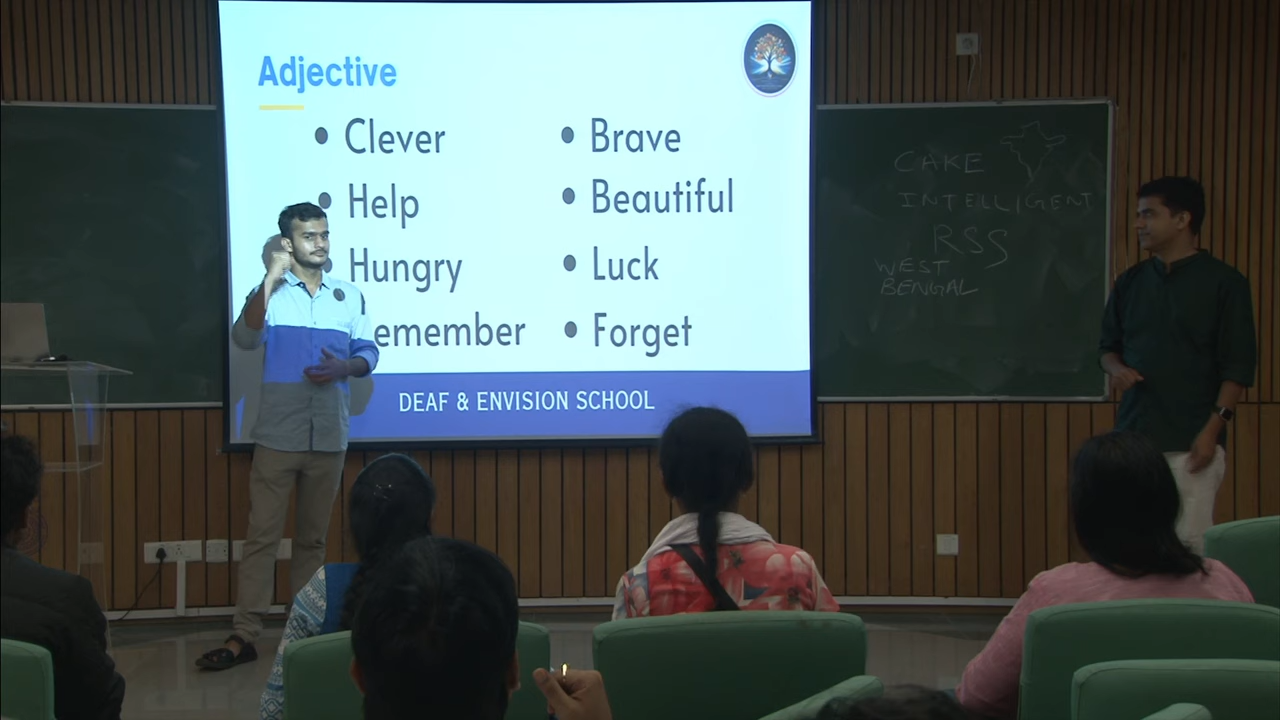 Adjective
• Clever
• Help
• Hungry
emember
• Brave
• Beautiful
• Luck
• Forget
DEAF & ENVISION SCHOOL
CAKE
INTELLIGENT
RSS
WEST
BENGAL